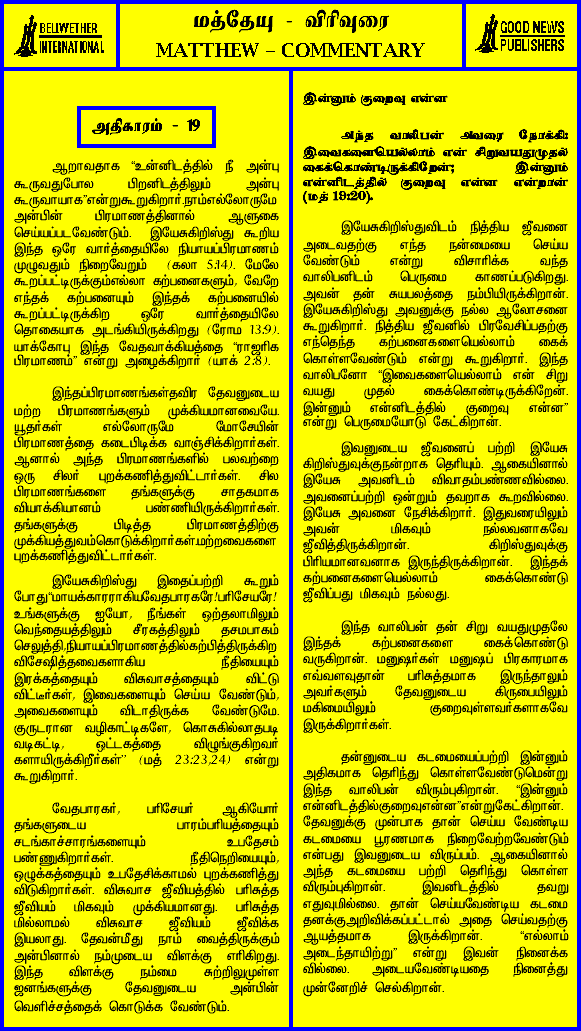 BELLWETHER
INTERNATIONAL
மத்தேயு - விரிவுரை
MATTHEW – COMMENTARY
GOOD NEWS
PUBLISHERS
அதிகாரம் - 19
ஆறாவதாக “உன்னிடத்தில் நீ அன்பு
கூருவதுபோல பிறனிடத்திலும் அன்பு
கூருவாயாக”என்றுகூறுகிறார்.நாம்எல்லோருமே
அன்பின் பிரமாணத்தினால் ஆளுகை
செய்யப்படவேண்டும். இயேசுகிறிஸ்து கூறிய
இந்த ஒரே வார்த்தையிலே நியாயப்பிரமாணம்
முழுவதும் நிறைவேறும் (கலா 5:14). மேலே
கூறப்பட்டிருக்கும்எல்லா கற்பனைகளும், வேறே
எந்தக் கற்பனையும் இந்தக் கற்பனையில்
கூறப்பட்டிருக்கிற ஒரே வார்த்தையிலே
தொகையாக அடங்கியிருக்கிறது (ரோம 13:9).
யாக்கோபு இந்த வேதவாக்கியத்தை “ராஜரிக
பிரமாணம்” என்று அழைக்கிறார் (யாக் 2:8).
இந்தப்பிரமாணங்கள்தவிர தேவனுடைய
மற்ற பிரமாணங்களும் முக்கியமானவையே.
யூதர்கள் எல்லோருமே மோசேயின்
பிரமாணத்தை கடைபிடிக்க வாஞ்சிக்கிறார்கள்.
ஆனால் அந்த பிரமாணங்களில் பலவற்றை
ஒரு சிலர் புறக்கணித்துவிட்டார்கள். சில
பிரமாணங்களை தங்களுக்கு சாதகமாக
வியாக்கியானம் பண்ணியிருக்கிறார்கள்.
தங்களுக்கு பிடித்த பிரமாணத்திற்கு
முக்கியத்துவம்கொடுக்கிறார்கள்.மற்றவைகளை
புறக்கணித்துவிட்டார்கள்.
இயேசுகிறிஸ்து இதைப்பற்றி கூறும்
போது“மாயக்காரராகியவேதபாரகரே!பரிசேயரே!
உங்களுக்கு ஐயோ, நீங்கள் ஒற்தலாமிலும்
வெந்தையத்திலும் சீரகத்திலும் தசமபாகம்
செலுத்தி,நியாயப்பிரமாணத்தில்கற்பித்திருக்கிற
விசேஷித்தவைகளாகிய நீதியையும்
இரக்கத்தையும் விசுவாசத்தையும் விட்டு
விட்டீர்கள், இவைகளையும் செய்ய வேண்டும்,
அவைகளையும் விடாதிருக்க வேண்டுமே.
குருடரான வழிகாட்டிகளே, கொசுகில்லாதபடி
வடிகட்டி, ஒட்டகத்தை விழுங்குகிறவர்
களாயிருக்கிறீர்கள்” (மத் 23:23,24) என்று
கூறுகிறார்.
வேதபாரகர், பரிசேயர் ஆகியோர்
தங்களுடைய பாரம்பரியத்தையும்
சடங்காச்சாரங்களையும் உபதேசம்
பண்ணுகிறார்கள். நீதிநெறியையும்,
ஒழுக்கத்தையும் உபதேசிக்காமல் புறக்கணித்து
விடுகிறார்கள். விசுவாச ஜீவியத்தில் பரிசுத்த
ஜீவியம் மிகவும் முக்கியமானது. பரிசுத்த
மில்லாமல் விசுவாச ஜீவியம் ஜீவிக்க
இயலாது. தேவன்மீது நாம் வைத்திருக்கும்
அன்பினால் நம்முடைய விளக்கு எரிகிறது.
இந்த விளக்கு நம்மை சுற்றிலுமுள்ள
ஜனங்களுக்கு தேவனுடைய அன்பின்
வெளிச்சத்தைக் கொடுக்க வேண்டும்.
இன்னும் குறைவு என்ன
அந்த வாலிபன் அவரை நோக்கி:
இவைகளையெல்லாம் என் சிறுவயதுமுதல்
கைக்கொண்டிருக்கிறேன்; இன்னும்
என்னிடத்தில் குறைவு என்ன என்றான்
(மத் 19:20).
இயேசுகிறிஸ்துவிடம் நித்திய ஜீவனை
அடைவதற்கு எந்த நன்மையை செய்ய
வேண்டும் என்று விசாரிக்க வந்த
வாலிபனிடம் பெருமை காணப்படுகிறது.
அவன் தன் சுயபலத்தை நம்பியிருக்கிறான்.
இயேசுகிறிஸ்து அவனுக்கு நல்ல ஆலோசனை
கூறுகிறார். நித்திய ஜீவனில் பிரவேசிப்பதற்கு
எந்தெந்த கற்பனைகளையெல்லாம் கைக்
கொள்ளவேண்டும் என்று கூறுகிறார். இந்த
வாலிபனோ “இவைகளையெல்லாம் என் சிறு
வயது முதல் கைக்கொண்டிருக்கிறேன்.
இன்னும் என்னிடத்தில் குறைவு என்ன”
என்று பெருமையோடு கேட்கிறான்.
இவனுடைய ஜீவனைப் பற்றி இயேசு
கிறிஸ்துவுக்குநன்றாக தெரியும். ஆகையினால்
இயேசு அவனிடம் விவாதம்பண்ணவில்லை.
அவனைப்பற்றி ஒன்றும் தவறாக கூறவில்லை.
இயேசு அவனை நேசிக்கிறார். இதுவரையிலும்
அவன் மிகவும் நல்லவனாகவே
ஜீவித்திருக்கிறான். கிறிஸ்துவுக்கு
பிரியமானவனாக இருந்திருக்கிறான். இந்தக்
கற்பனைகளையெல்லாம் கைக்கொண்டு
ஜீவிப்பது மிகவும் நல்லது.
இந்த வாலிபன் தன் சிறு வயதுமுதலே
இந்தக் கற்பனைகளை கைக்கொண்டு
வருகிறான். மனுஷர்கள் மனுஷப் பிரகாரமாக
எவ்வளவுதான் பரிசுத்தமாக இருந்தாலும்
அவர்களும் தேவனுடைய கிருபையிலும்
மகிமையிலும் குறைவுள்ளவர்களாகவே
இருக்கிறார்கள்.
தன்னுடைய கடமையைப்பற்றி இன்னும்
அதிகமாக தெரிந்து கொள்ளவேண்டுமென்று
இந்த வாலிபன் விரும்புகிறான். “இன்னும்
என்னிடத்தில்குறைவுஎன்ன”என்றுகேட்கிறான்.
தேவனுக்கு முன்பாக தான் செய்ய வேண்டிய
கடமையை பூரணமாக நிறைவேற்றவேண்டும்
என்பது இவனுடைய விருப்பம். ஆகையினால்
அந்த கடமையை பற்றி தெரிந்து கொள்ள
விரும்புகிறான். இவனிடத்தில் தவறு
எதுவுமில்லை. தான் செய்யவேண்டிய கடமை
தனக்குஅறிவிக்கப்பட்டால் அதை செய்வதற்கு
ஆயத்தமாக இருக்கிறான். “எல்லாம்
அடைந்தாயிற்று” என்று இவன் நினைக்க
வில்லை. அடையவேண்டியதை நினைத்து
முன்னேறிச் செல்கிறான்.